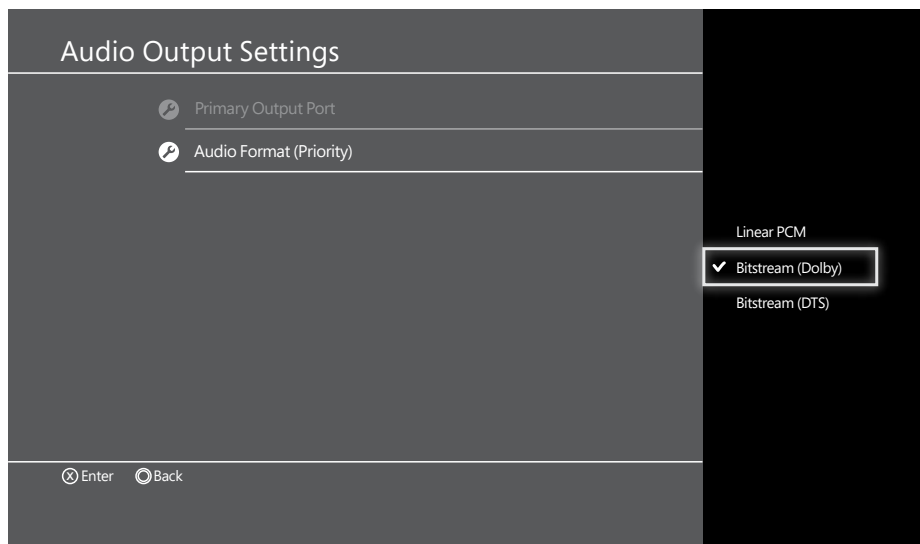 Audio Output Settings
Primary Output Port
Audio Format (Priority)
Linear PCM
Bitstream (Dolby)
Bitstream (DTS)
X Enter Back